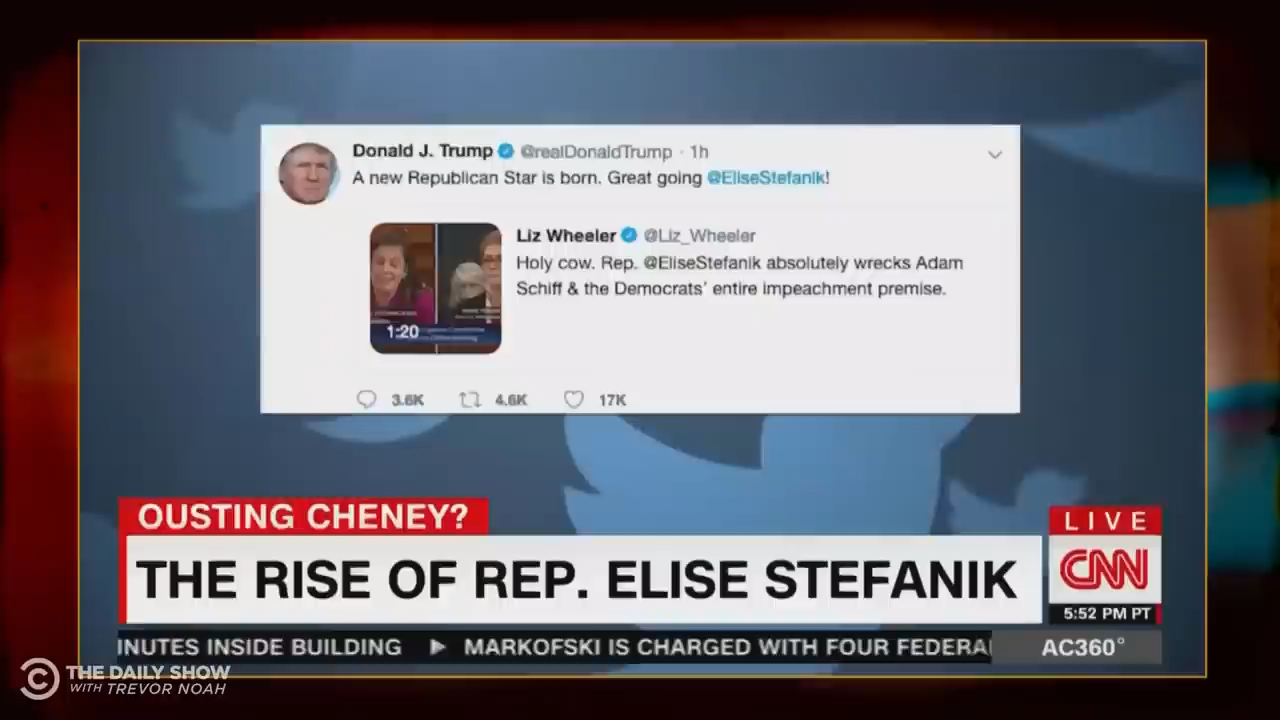 Donald J. Trump @realDonaldTrump · 1h
A new Republican Star is born. Great going @EliseStefanik!
Liz Wheeler @Liz_Wheeler
Holy cow. Rep. @EliseStefanik absolutely wrecks Adam
Schiff & the Democrats' entire impeachment premise.
1:20
3.6K 4.6K 17K
OUSTING CHENEY?
THE RISE OF REP. ELISE STEFANIK
LIVE
CNN
5:52 PM PT
INUTES INSIDE BUILDING ▶ MARKOFSKI IS CHARGED WITH FOUR FEDERA
AC360°
THE DAILY SHOW
WITH TREVOR NOAH